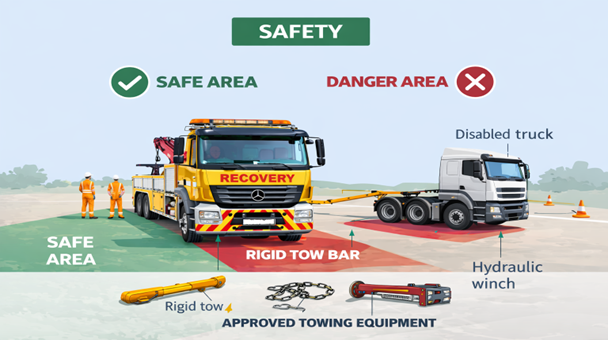 SAFETY
SAFE AREA
DANGER AREA
Disabled truck
RECOVERY
SAFE
AREA
RIGID TOW BAR
Hydraulic
winch
Rigid tow
APPROVED TOWING EQUIPMENT